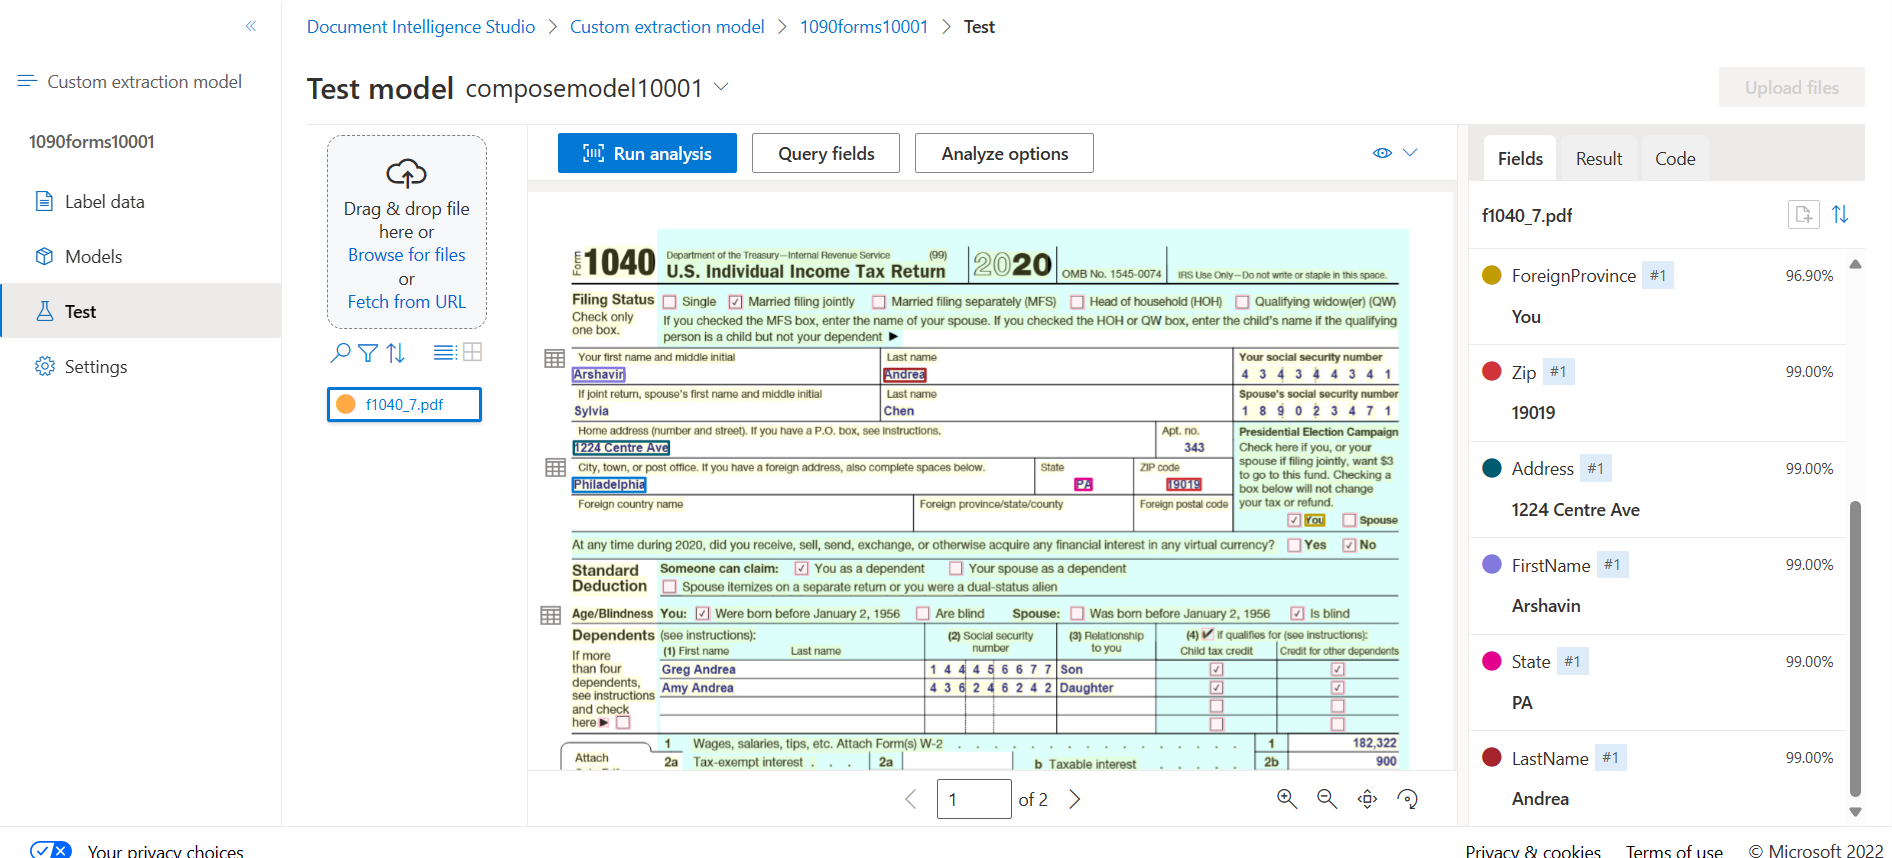 Document Intelligence Studio > Custom extraction model > 1090forms10001 > Test
Custom extraction model
Test model composemodel10001
Upload files
1090forms10001
Label data
Models
Test
Settings
Drag & drop file
here or
Browse for files
or
Fetch from URL
f1040_7.pdf
Run analysis
Query fields
Analyze options
Form 1040
Department of the Treasury—Internal Revenue Service (99)
U.S. Individual Income Tax Return
2020
OMB No. 1545-0074
IRS Use Only—Do not write or staple in this space.
Filing Status
Check only
one box.
Single
Married filing jointly
Married filing separately (MFS)
Head of household (HOH)
Qualifying widow(er) (QW)
If you checked the MFS box, enter the name of your spouse. If you checked the HOH or QW box, enter the child's name if the qualifying
person is a child but not your dependent ▶
Your first name and middle initial
Last name
Your social security number
Arshavir
Andrea
4 3 4 3 4 4 3 4 1
If joint return, spouse's first name and middle initial
Last name
Spouse's social security number
Sylvia
Chen
1 8 9 0 2 3 4 7 1
Home address (number and street). If you have a P.O. box, see instructions.
Apt. no.
1224 Centre Ave
343
City, town, or post office. If you have a foreign address, also complete spaces below.
State
ZIP code
Philadelphia
PA
19019
Foreign country name
Foreign province/state/county
Foreign postal code
Presidential Election Campaign
Check here if you, or your
spouse if filing jointly, want $3
to go to this fund. Checking a
box below will not change
your tax or refund.
You
Spouse
At any time during 2020, did you receive, sell, send, exchange, or otherwise acquire any financial interest in any virtual currency?
Yes
No
Standard
Deduction
Someone can claim:
You as a dependent
Your spouse as a dependent
Spouse itemizes on a separate return or you were a dual-status alien
Age/Blindness You:
Were born before January 2, 1956
Are blind
Spouse:
Was born before January 2, 1956
Is blind
Dependents (see instructions):
If more
than four
dependents,
see instructions
and check
here ▶
(1) First name
Last name
(2) Social security
number
(3) Relationship
to you
(4) ✔ if qualifies for (see instructions):
Child tax credit
Credit for other dependents
Greg Andrea
1 4 4 4 5 6 6 7 7
Son
Amy Andrea
4 3 6 2 4 6 2 4 2
Daughter
Attach
1 Wages, salaries, tips, etc. Attach Form(s) W-2 . . . . . . . . . . . . 1 182,322
2a Tax-exempt interest . . . 2a
b Taxable interest . . . . . 2b 900
1 of 2
Fields
Result
Code
f1040_7.pdf
ForeignProvince #1 96.90%
You
Zip #1 99.00%
19019
Address #1 99.00%
1224 Centre Ave
FirstName #1 99.00%
Arshavin
State #1 99.00%
PA
LastName #1 99.00%
Andrea
Your privacy choices
Privacy & cookies
Terms of use
© Microsoft 2022